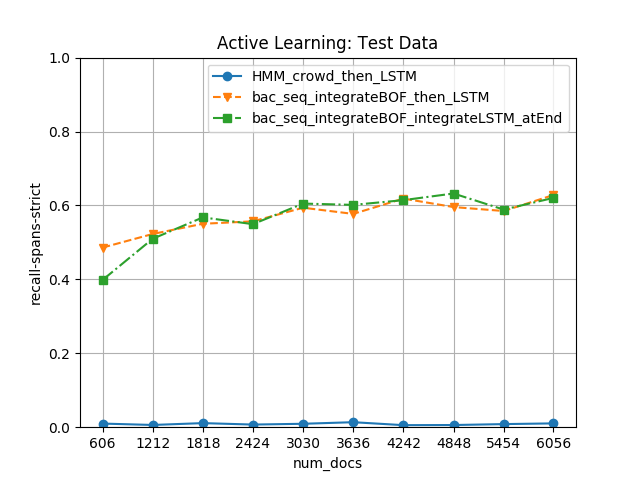 Active Learning: Test Data
HMM_crowd_then_LSTM
bac_seq_integrateBOF_then_LSTM
bac_seq_integrateBOF_integrateLSTM_atEnd
recall-spans-strict
1.0
0.8
0.6
0.4
0.2
0.0
606 1212 1818 2424 3030 3636 4242 4848 5454 6056
num_docs